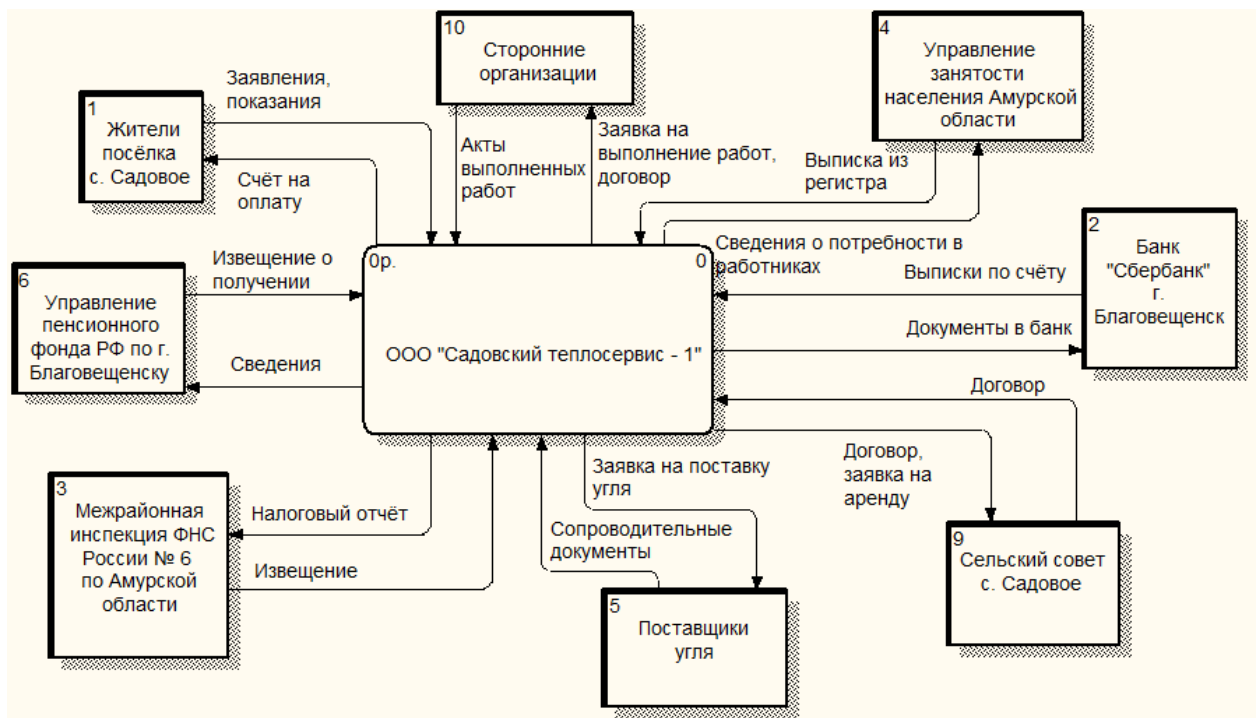 10
Сторонние
организации
4
Управление
занятости
населения Амурской
области
Заявления,
показания
1
Жители
посёлка
с. Садовое
Счёт на
оплату
Акты
выполненных
работ
Заявка на
выполнение работ,
договор
Выписка из
регистра
Сведения о потребности в
работниках
2
Банк
"Сбербанк"
г.
Благовещенск
Выписки по счёту
Документы в банк
Извещение о
получении
6
Управление
пенсионного
фонда РФ по г.
Благовещенску
Сведения
0р.
0
ООО "Садовский теплосервис - 1"
Договор
Договор,
заявка на
аренду
9
Сельский совет
с. Садовое
Заявка на поставку
угля
Сопроводительные
документы
5
Поставщики
угля
3
Межрайонная
инспекция ФНС
России № 6
по Амурской
области
Налоговый отчёт
Извещение